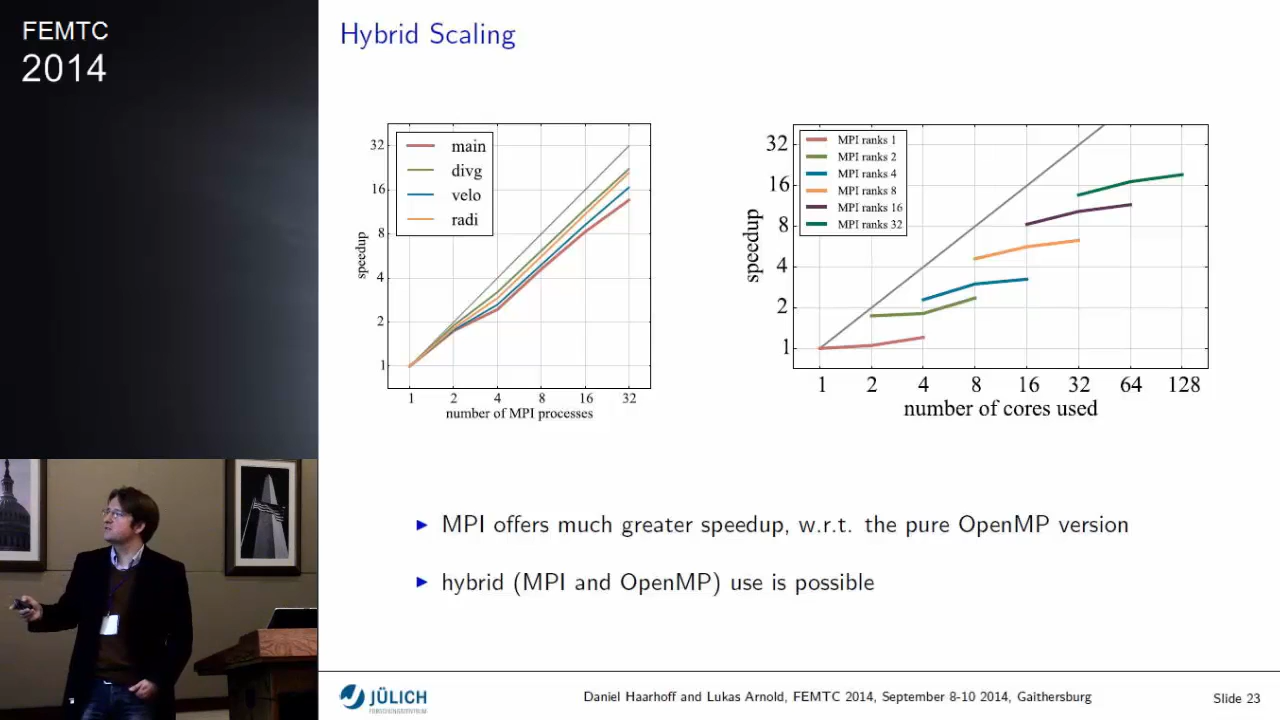 FEMTC
2014
Hybrid Scaling
32
16
8
4
2
1
speedup
main
divg
velo
radi
1 2 4 8 16 32
number of MPI processes
32
16
8
4
2
1
speedup
MPI ranks 1
MPI ranks 2
MPI ranks 4
MPI ranks 8
MPI ranks 16
MPI ranks 32
1 2 4 8 16 32 64 128
number of cores used
MPI offers much greater speedup, w.r.t. the pure OpenMP version
hybrid (MPI and OpenMP) use is possible
JÜLICH
FORSCHUNGSZENTRUM
Daniel Haarhoff and Lukas Arnold, FEMTC 2014, September 8-10 2014, Gaithersburg
Slide 23